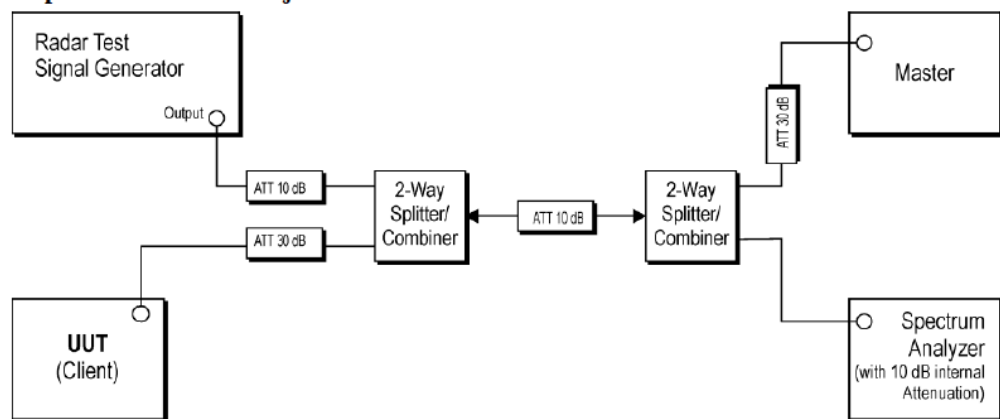 Radar Test
Signal Generator
Output
ATT 10 dB
ATT 30 dB
UUT
(Client)
2-Way
Splitter/
Combiner
ATT 10 dB
2-Way
Splitter/
Combiner
ATT 30 dB
Master
Spectrum
Analyzer
(with 10 dB internal
Attenuation)